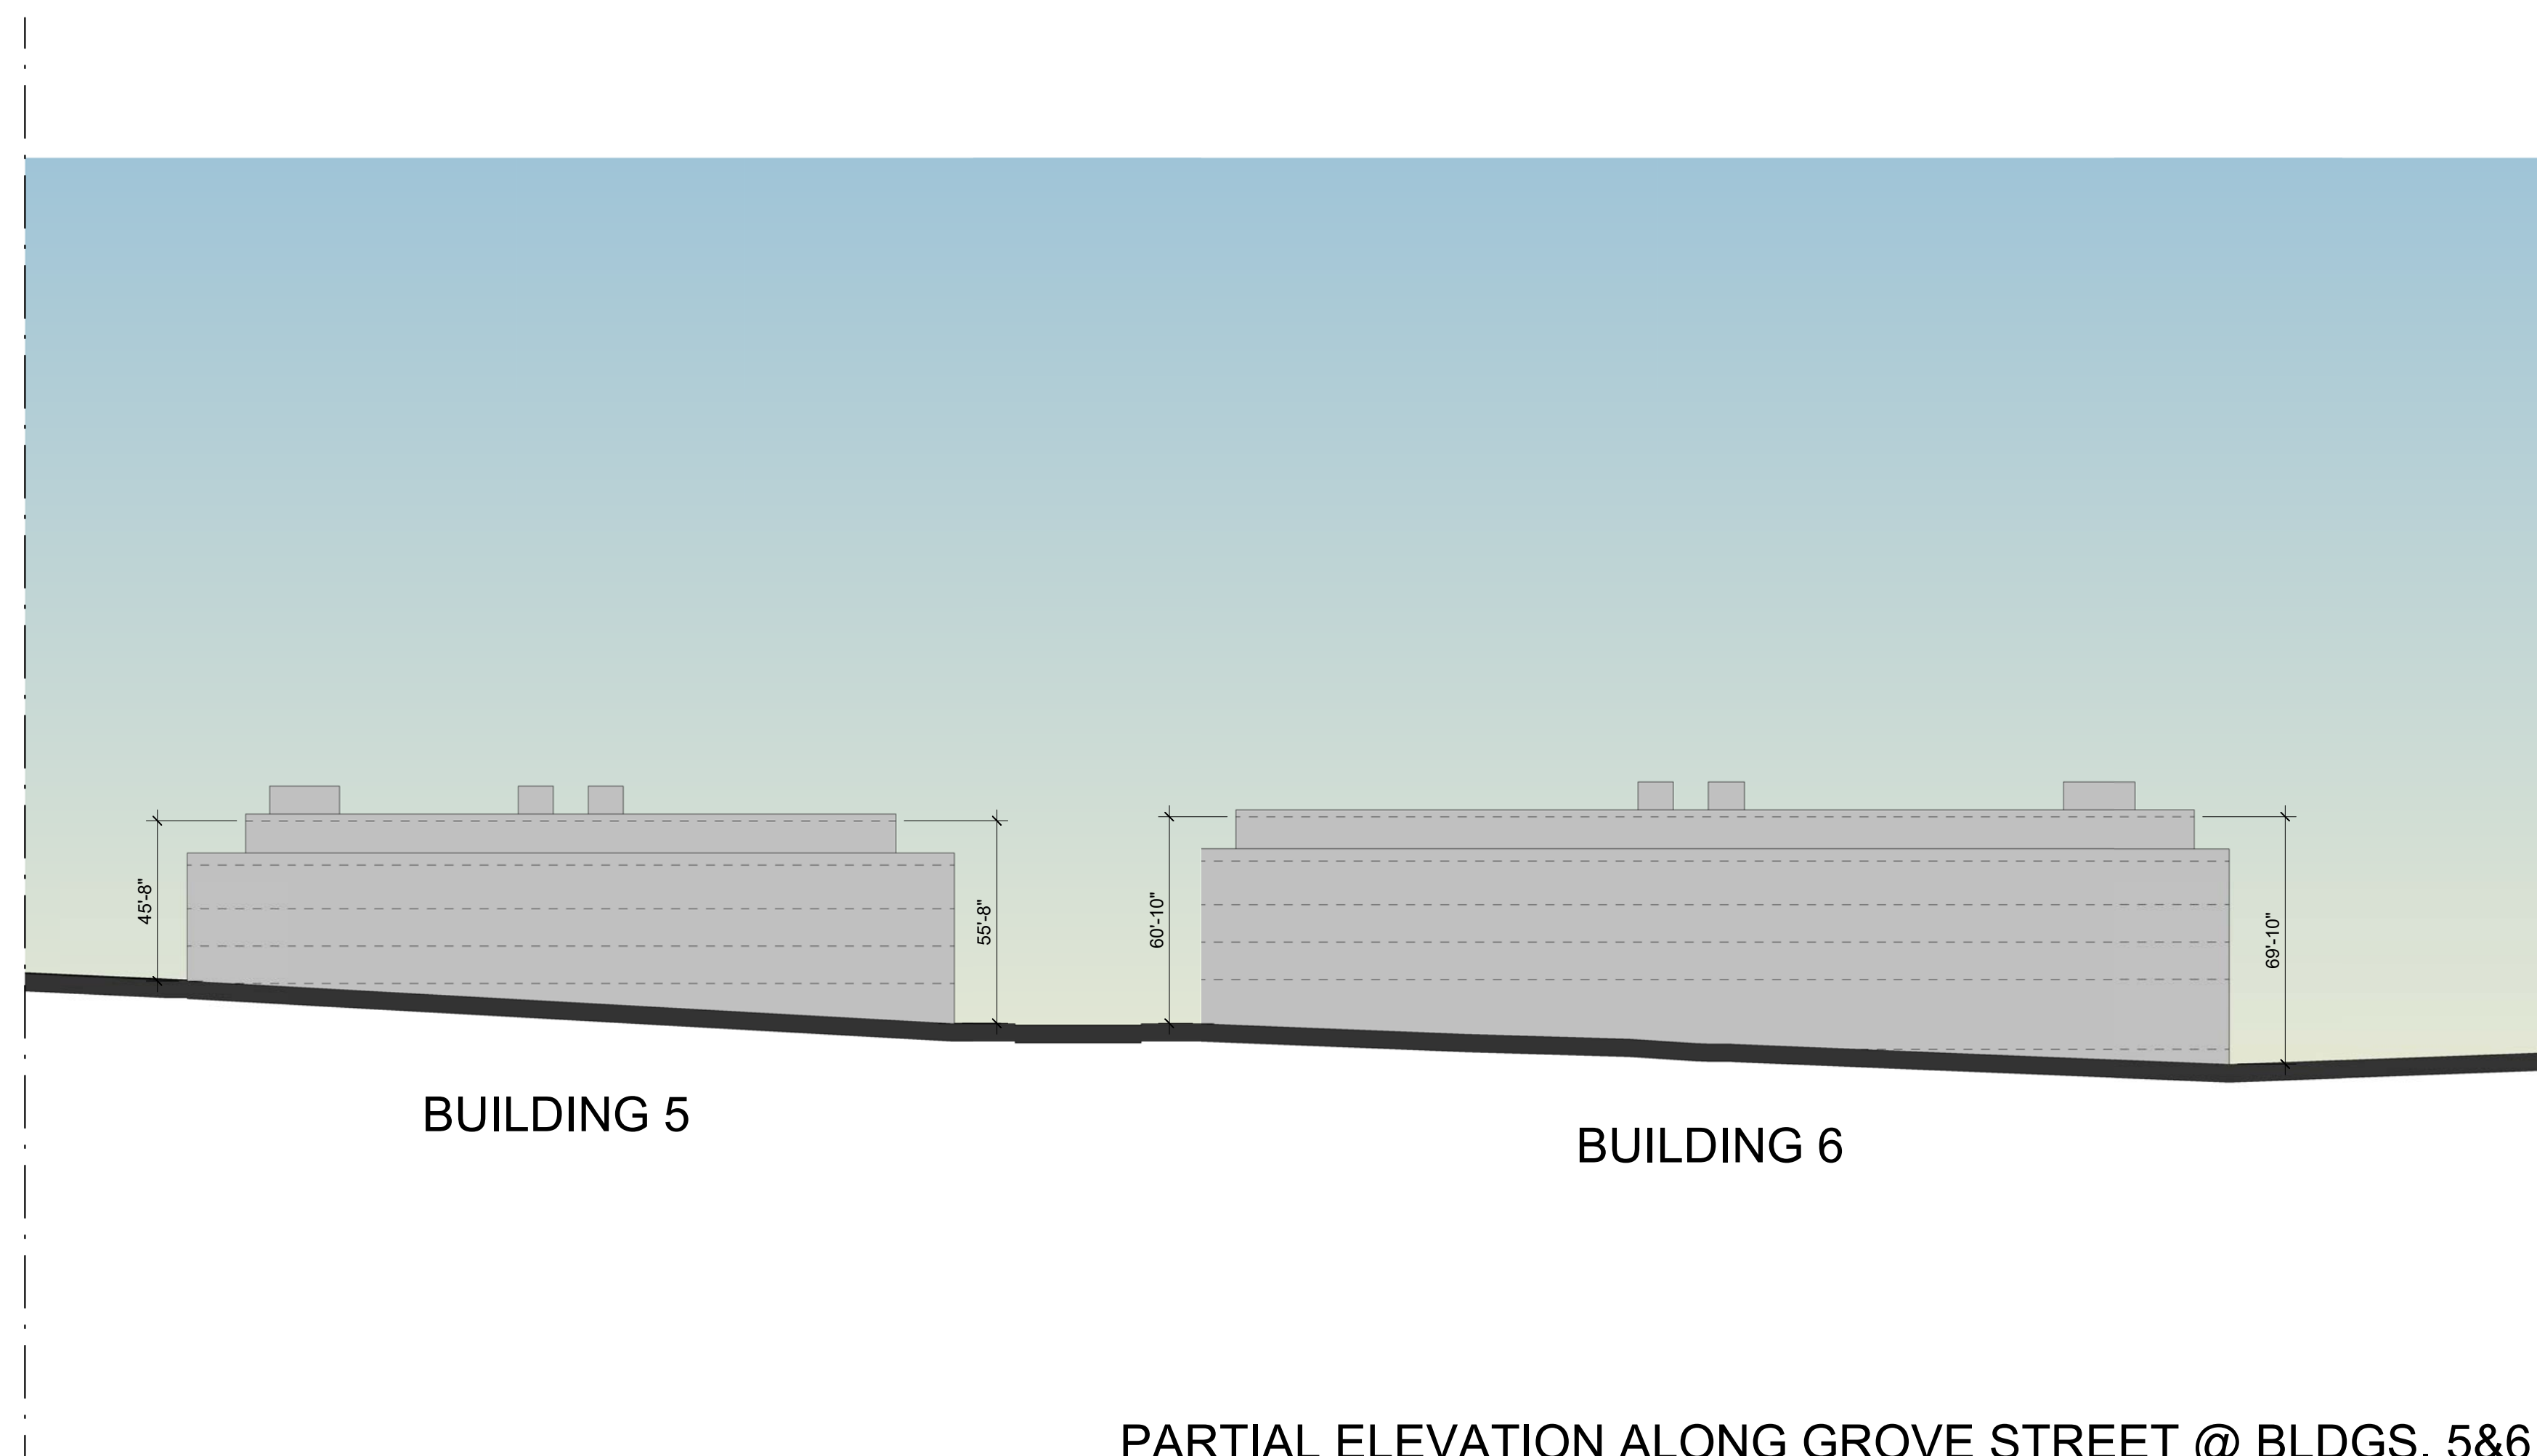 45'-8"
55'-8"
60'-10"
69'-10"
BUILDING 5
BUILDING 6
PARTIAL ELEVATION ALONG GROVE STREET @ BLDGS. 5&6